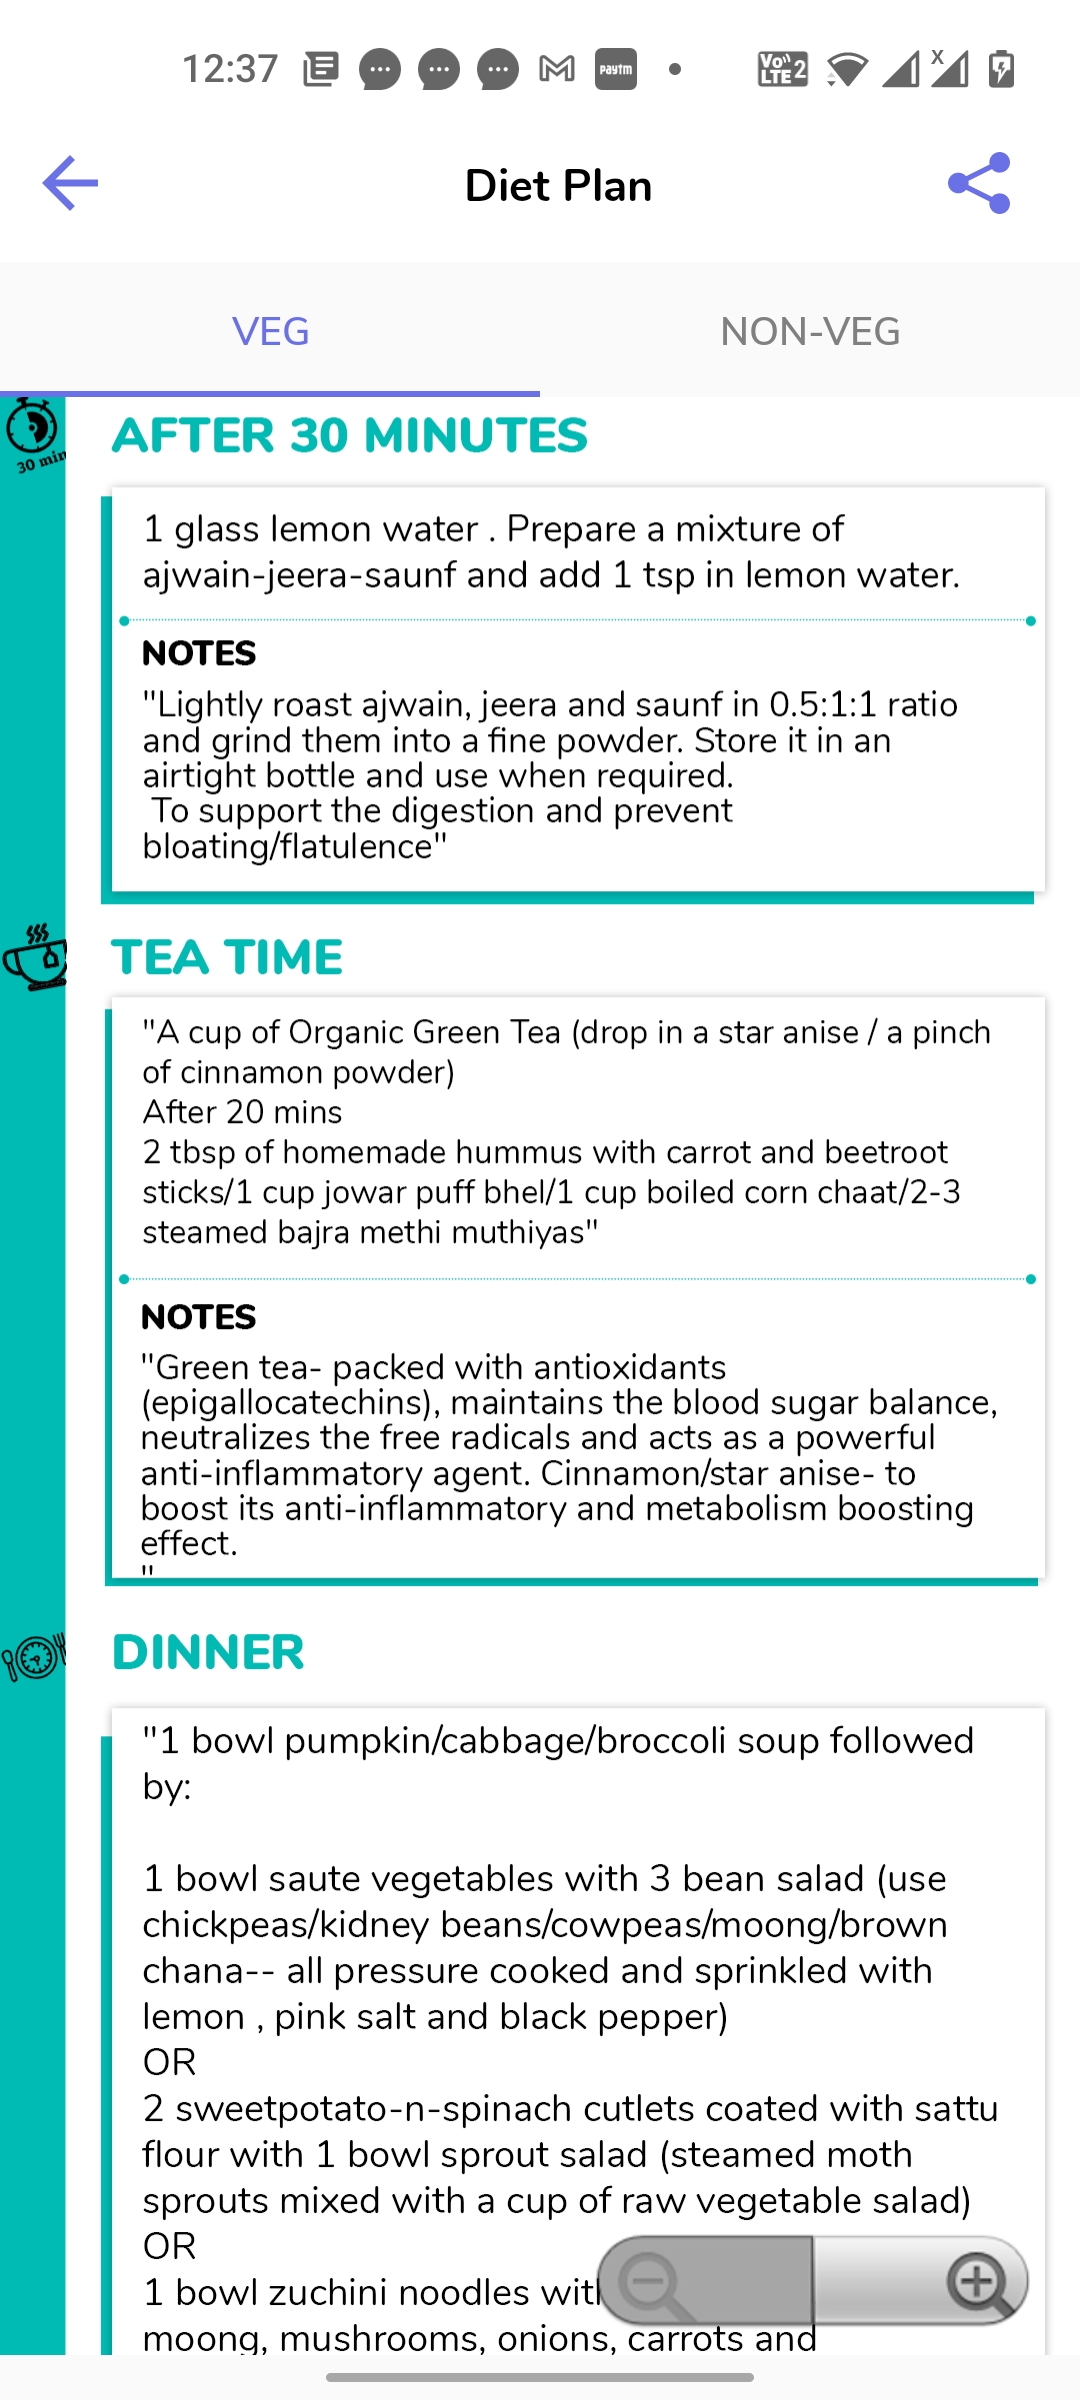 12:37
paytm
Vo))
LTE 2
X
Diet Plan
VEG
NON-VEG
30 min
AFTER 30 MINUTES
1 glass lemon water . Prepare a mixture of
ajwain-jeera-saunf and add 1 tsp in lemon water.
NOTES
"Lightly roast ajwain, jeera and saunf in 0.5:1:1 ratio
and grind them into a fine powder. Store it in an
airtight bottle and use when required.
To support the digestion and prevent
bloating/flatulence"
TEA TIME
"A cup of Organic Green Tea (drop in a star anise / a pinch
of cinnamon powder)
After 20 mins
2 tbsp of homemade hummus with carrot and beetroot
sticks/1 cup jowar puff bhel/1 cup boiled corn chaat/2-3
steamed bajra methi muthiyas"
NOTES
"Green tea- packed with antioxidants
(epigallocatechins), maintains the blood sugar balance,
neutralizes the free radicals and acts as a powerful
anti-inflammatory agent. Cinnamon/star anise- to
boost its anti-inflammatory and metabolism boosting
effect.
"
DINNER
"1 bowl pumpkin/cabbage/broccoli soup followed
by:
1 bowl saute vegetables with 3 bean salad (use
chickpeas/kidney beans/cowpeas/moong/brown
chana-- all pressure cooked and sprinkled with
lemon , pink salt and black pepper)
OR
2 sweetpotato-n-spinach cutlets coated with sattu
flour with 1 bowl sprout salad (steamed moth
sprouts mixed with a cup of raw vegetable salad)
OR
1 bowl zuchini noodles with
moong, mushrooms, onions, carrots and